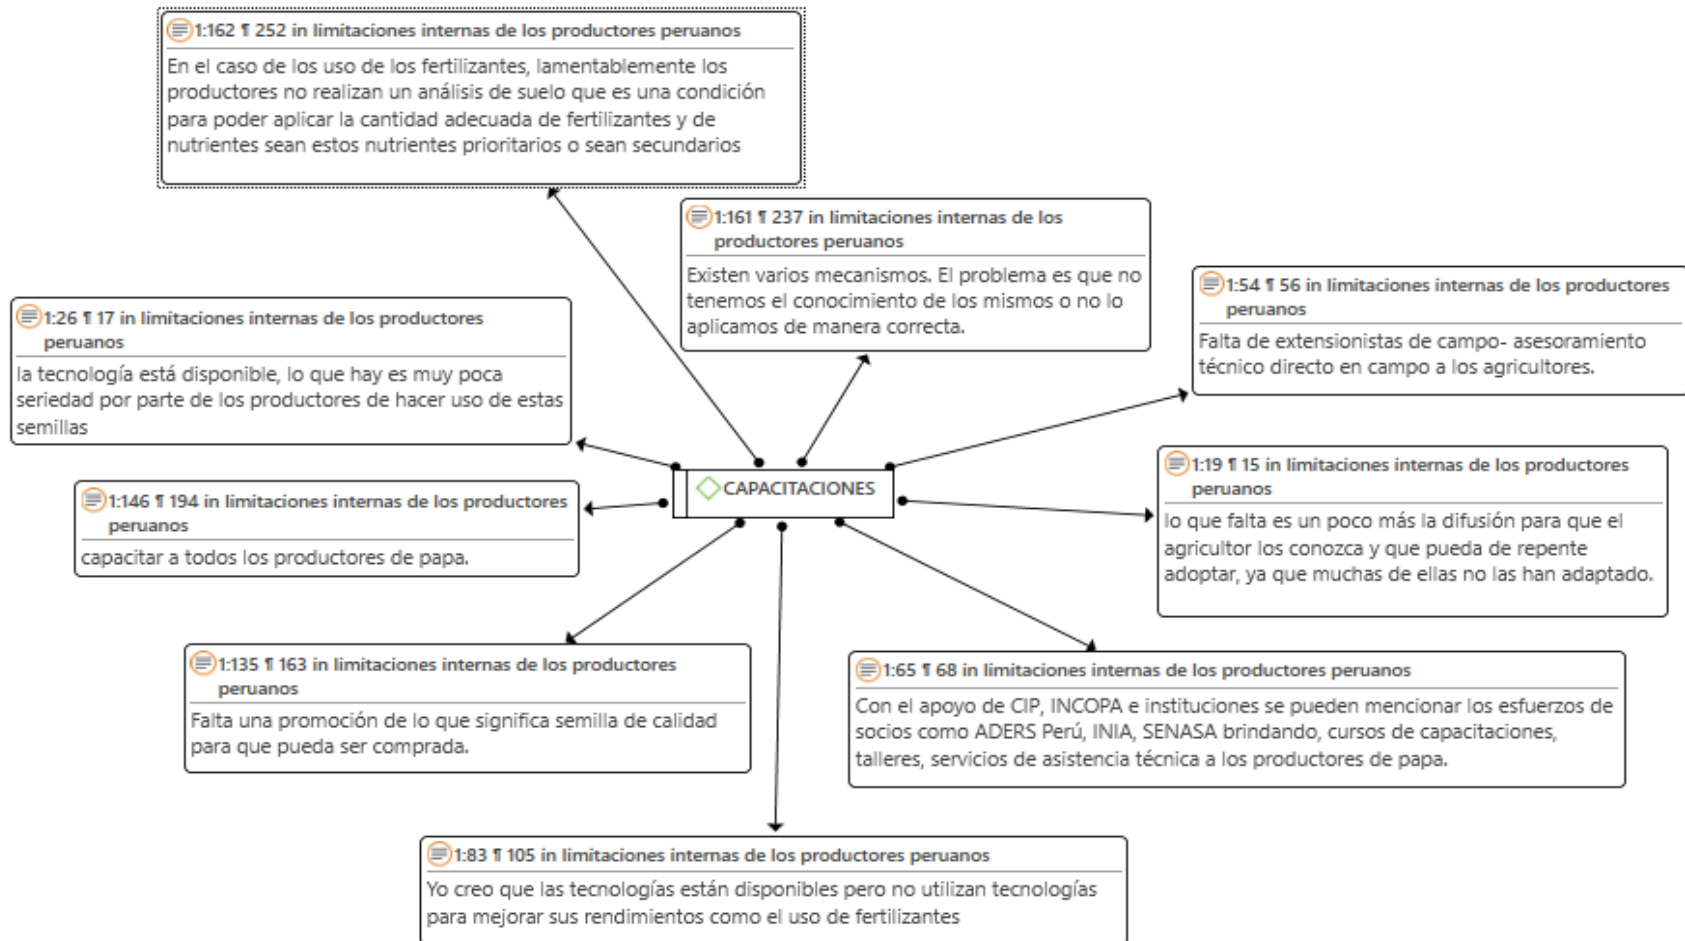 1:162 ¶ 252 in limitaciones internas de los productores peruanos
En el caso de los uso de los fertilizantes, lamentablemente los
productores no realizan un análisis de suelo que es una condición
para poder aplicar la cantidad adecuada de fertilizantes y de
nutrientes sean estos nutrientes prioritarios o sean secundarios
1:161 ¶ 237 in limitaciones internas de los
productores peruanos
Existen varios mecanismos. El problema es que no
tenemos el conocimiento de los mismos o no lo
aplicamos de manera correcta.
1:54 ¶ 56 in limitaciones internas de los productores
peruanos
Falta de extensionistas de campo- asesoramiento
técnico directo en campo a los agricultores.
1:26 ¶ 17 in limitaciones internas de los productores
peruanos
la tecnología está disponible, lo que hay es muy poca
seriedad por parte de los productores de hacer uso de estas
semillas
1:19 ¶ 15 in limitaciones internas de los productores
peruanos
lo que falta es un poco más la difusión para que el
agricultor los conozca y que pueda de repente
adoptar, ya que muchas de ellas no las han adaptado.
CAPACITACIONES
1:146 ¶ 194 in limitaciones internas de los productores
peruanos
capacitar a todos los productores de papa.
1:135 ¶ 163 in limitaciones internas de los productores
peruanos
Falta una promoción de lo que significa semilla de calidad
para que pueda ser comprada.
1:65 ¶ 68 in limitaciones internas de los productores peruanos
Con el apoyo de CIP, INCOPA e instituciones se pueden mencionar los esfuerzos de
socios como ADERS Perú, INIA, SENASA brindando, cursos de capacitaciones,
talleres, servicios de asistencia técnica a los productores de papa.
1:83 ¶ 105 in limitaciones internas de los productores peruanos
Yo creo que las tecnologías están disponibles pero no utilizan tecnologías
para mejorar sus rendimientos como el uso de fertilizantes